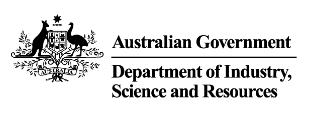 Australian Government
Department of Industry,
Science and Resources